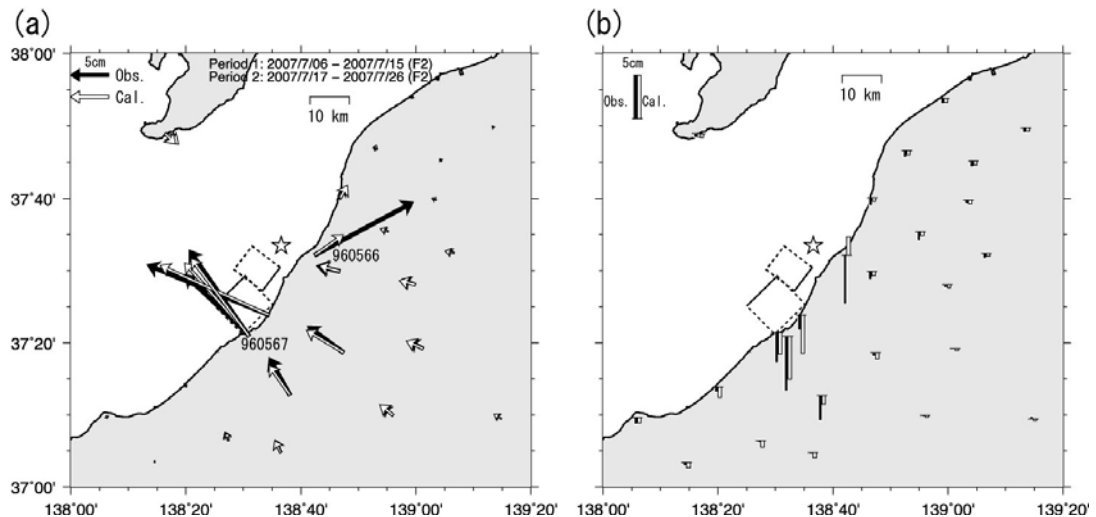 (a)
5cm
Obs.
Cal.
Period 1: 2007/7/06 - 2007/7/15 (F2)
Period 2: 2007/7/17 - 2007/7/26 (F2)
10 km
960566
960567
38°00'
37°40'
37°20'
37°00'
138°00' 138°20' 138°40' 139°00' 139°20'
(b)
5cm
Obs. Cal.
10 km
138°00' 138°20' 138°40' 139°00' 139°20'